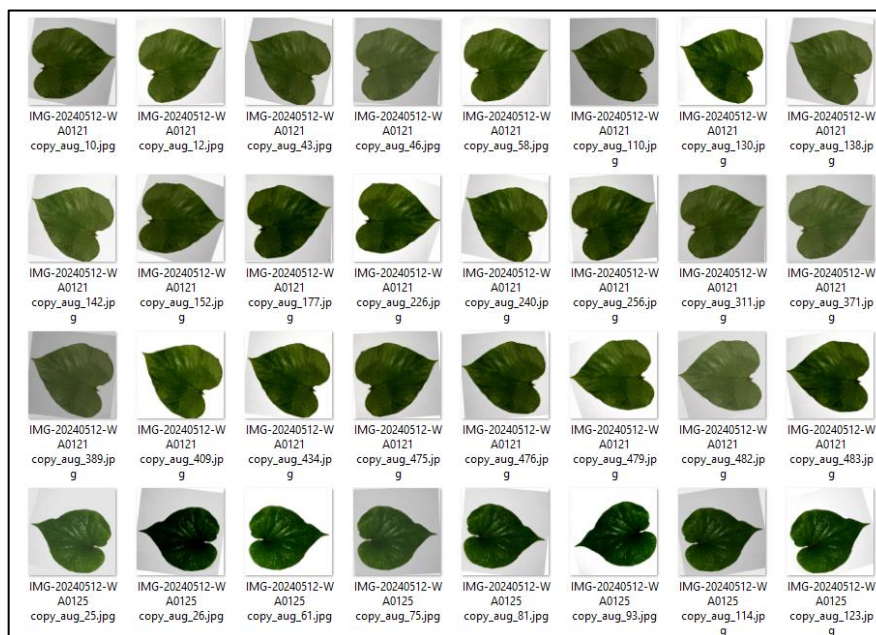 IMG-20240512-W IMG-20240512-W IMG-20240512-W IMG-20240512-W IMG-20240512-W IMG-20240512-W IMG-20240512-W IMG-20240512-W
A0121 A0121 A0121 A0121 A0121 A0121 A0121 A0121
copy_aug_10.jpg copy_aug_12.jpg copy_aug_43.jpg copy_aug_46.jpg copy_aug_58.jpg copy_aug_110.jp copy_aug_130.jp copy_aug_138.jp
g g g
IMG-20240512-W IMG-20240512-W IMG-20240512-W IMG-20240512-W IMG-20240512-W IMG-20240512-W IMG-20240512-W IMG-20240512-W
A0121 A0121 A0121 A0121 A0121 A0121 A0121 A0121
copy_aug_142.jp copy_aug_152.jp copy_aug_177.jp copy_aug_226.jp copy_aug_240.jp copy_aug_256.jp copy_aug_311.jp copy_aug_371.jp
g g g g g g g g
IMG-20240512-W IMG-20240512-W IMG-20240512-W IMG-20240512-W IMG-20240512-W IMG-20240512-W IMG-20240512-W IMG-20240512-W
A0121 A0121 A0121 A0121 A0121 A0121 A0121 A0121
copy_aug_389.jp copy_aug_409.jp copy_aug_434.jp copy_aug_475.jp copy_aug_476.jp copy_aug_479.jp copy_aug_482.jp copy_aug_483.jp
g g g g g g g g
IMG-20240512-W IMG-20240512-W IMG-20240512-W IMG-20240512-W IMG-20240512-W IMG-20240512-W IMG-20240512-W IMG-20240512-W
A0125 A0125 A0125 A0125 A0125 A0125 A0125 A0125
copy_aug_25.jpg copy_aug_26.jpg copy_aug_61.jpg copy_aug_75.jpg copy_aug_81.jpg copy_aug_93.jpg copy_aug_114.jp copy_aug_123.jp
g g